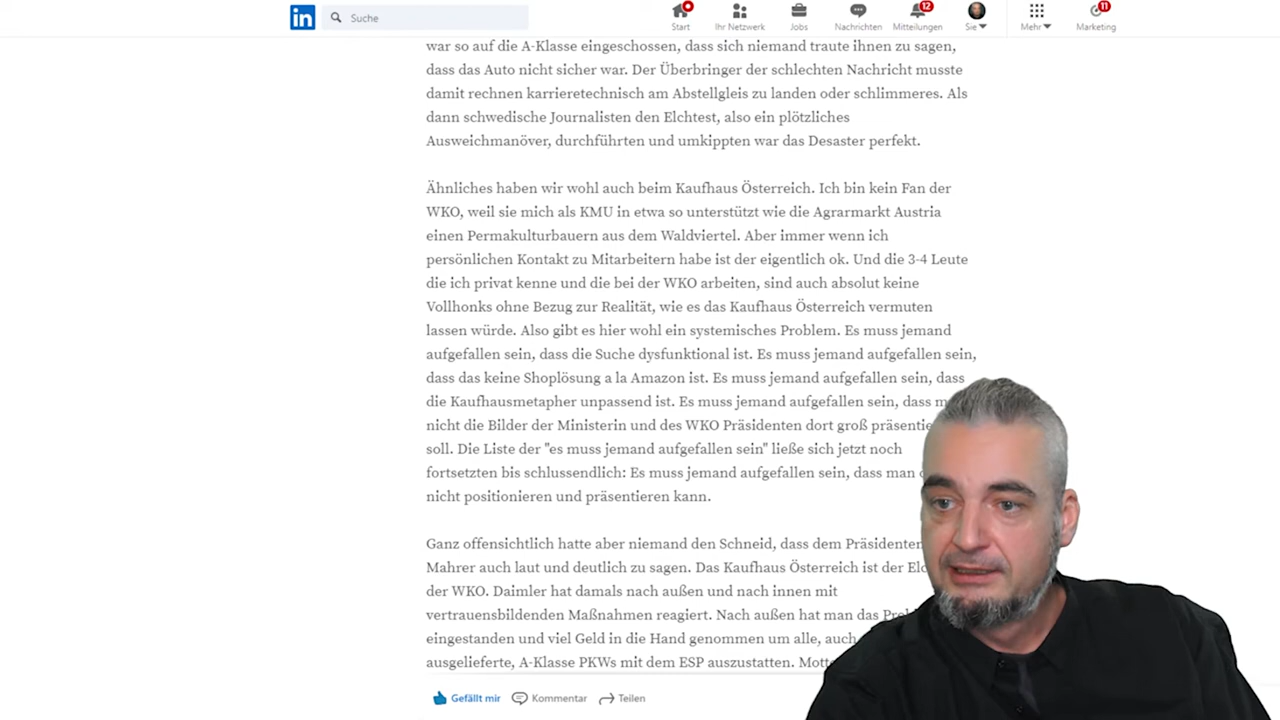 in Suche Start Ihr Netzwerk Jobs Nachrichten 12 Mitteilungen Sie Mehr 11 Marketing
war so auf die A-Klasse eingeschossen, dass sich niemand traute ihnen zu sagen,
dass das Auto nicht sicher war. Der Überbringer der schlechten Nachricht musste
damit rechnen karrieretechnisch am Abstellgleis zu landen oder schlimmeres. Als
dann schwedische Journalisten den Elchtest, also ein plötzliches
Ausweichmanöver, durchführten und umkippten war das Desaster perfekt.
Ähnliches haben wir wohl auch beim Kaufhaus Österreich. Ich bin kein Fan der
WKO, weil sie mich als KMU in etwa so unterstützt wie die Agrarmarkt Austria
einen Permakulturbauern aus dem Waldviertel. Aber immer wenn ich
persönlichen Kontakt zu Mitarbeitern habe ist der eigentlich ok. Und die 3-4 Leute
die ich privat kenne und die bei der WKO arbeiten, sind auch absolut keine
Vollhonks ohne Bezug zur Realität, wie es das Kaufhaus Österreich vermuten
lassen würde. Also gibt es hier wohl ein systemisches Problem. Es muss jemand
aufgefallen sein, dass die Suche dysfunktional ist. Es muss jemand aufgefallen sein,
dass das keine Shoplösung a la Amazon ist. Es muss jemand aufgefallen sein, dass
die Kaufhausmetapher unpassend ist. Es muss jemand aufgefallen sein, dass
nicht die Bilder der Ministerin und des WKO Präsidenten dort groß
soll. Die Liste der "es muss jemand aufgefallen sein" ließe sich jetzt noch
fortsetzten bis schlussendlich: Es muss jemand aufgefallen sein, dass man
nicht positionieren und präsentieren kann.
Ganz offensichtlich hatte aber niemand den Schneid, dass dem Präsidenten
Mahrer auch laut und deutlich zu sagen. Das Kaufhaus Österreich ist der
der WKO. Daimler hat damals nach außen und nach innen mit
vertrauensbildenden Maßnahmen reagiert. Nach außen hat man das
eingestanden und viel Geld in die Hand genommen um alle, auch
ausgelieferte, A-Klasse PKWs mit dem ESP auszustatten.
Gefällt mir Kommentar Teilen